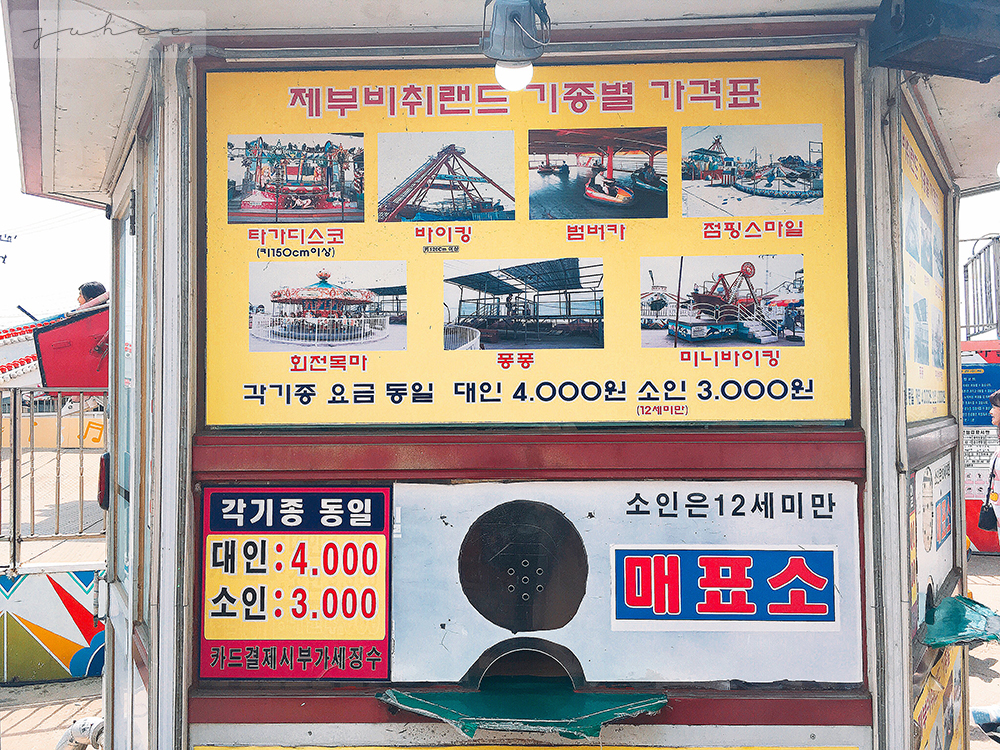 juhee
제부비취랜드 기종별 가격표
타가디스코
(키150cm이상)
바이킹
범버카
점핑스마일
회전목마
퐁퐁
미니바이킹
각기종 요금 동일 대인 4.000원 소인 3.000원
(12세미만)
각기종 동일
대인:4.000
소인:3.000
카드결제시부가세징수
소인은12세미만
매표소